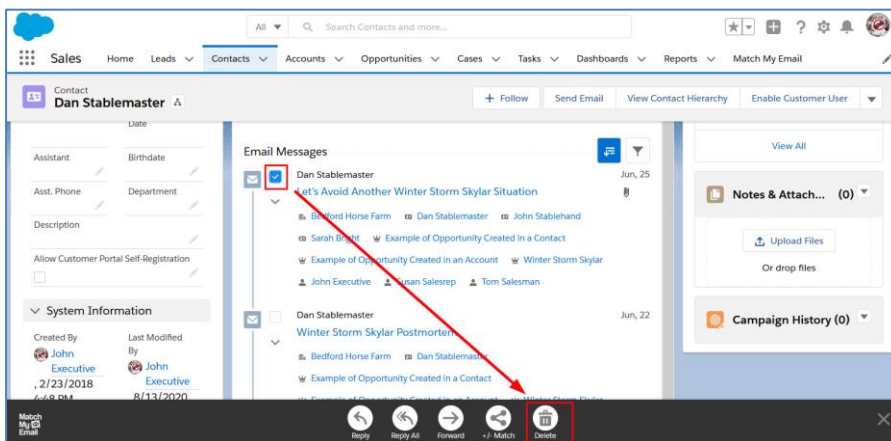 All
Search Contacts and more...
Sales Home Leads Contacts Accounts Opportunities Cases Tasks Dashboards Reports Match My Email
Contact
Dan Stablemaster
+ Follow Send Email View Contact Hierarchy Enable Customer User
Date
Assistant Birthdate
Asst. Phone Department
Description
Allow Customer Portal Self-Registration
System Information
Created By Last Modified By
John Executive
, 2/23/2018
John Executive
8/13/2020
Email Messages
Dan Stablemaster Jun, 25
Let's Avoid Another Winter Storm Skylar Situation
Bedford Horse Farm Dan Stablemaster John Stablehand
Sarah Bright Example of Opportunity Created in a Contact
Example of Opportunity Created in an Account Winter Storm Skylar
John Executive Susan Salesrep Tom Salesman
Dan Stablemaster Jun, 22
Winter Storm Skylar Postmortem
Bedford Horse Farm Dan Stablemaster
Example of Opportunity Created in a Contact
View All
Notes & Attach... (0)
Upload Files
Or drop files
Campaign History (0)
Match
My
Email
Reply Reply All Forward +/- Match Delete